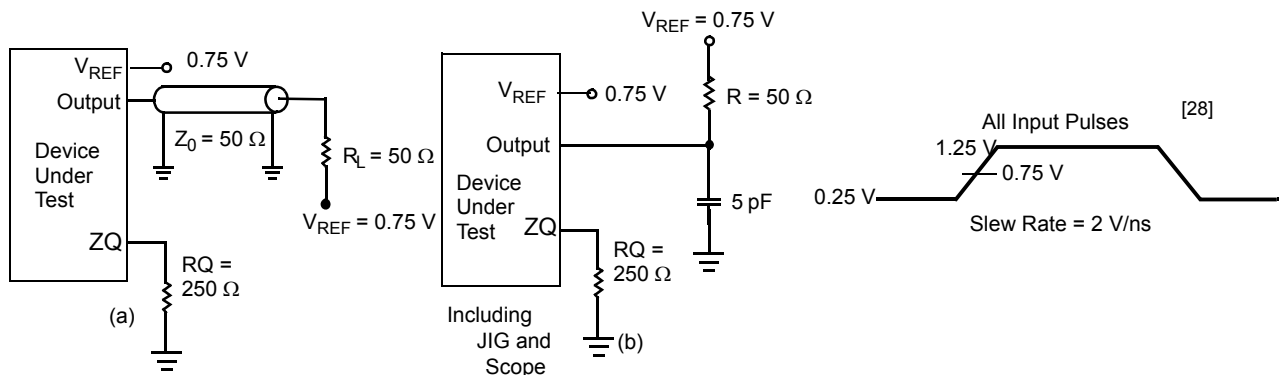 V_REF
0.75 V
Output
Z_0 = 50 Ω
Device
Under
Test
R_L = 50 Ω
V_REF = 0.75 V
ZQ
RQ =
250 Ω
(a)
V_REF = 0.75 V
V_REF
0.75 V
R = 50 Ω
Output
Device
Under
Test
5 pF
ZQ
RQ =
250 Ω
Including
JIG and
Scope
(b)
[28]
All Input Pulses
1.25 V
0.75 V
0.25 V
Slew Rate = 2 V/ns